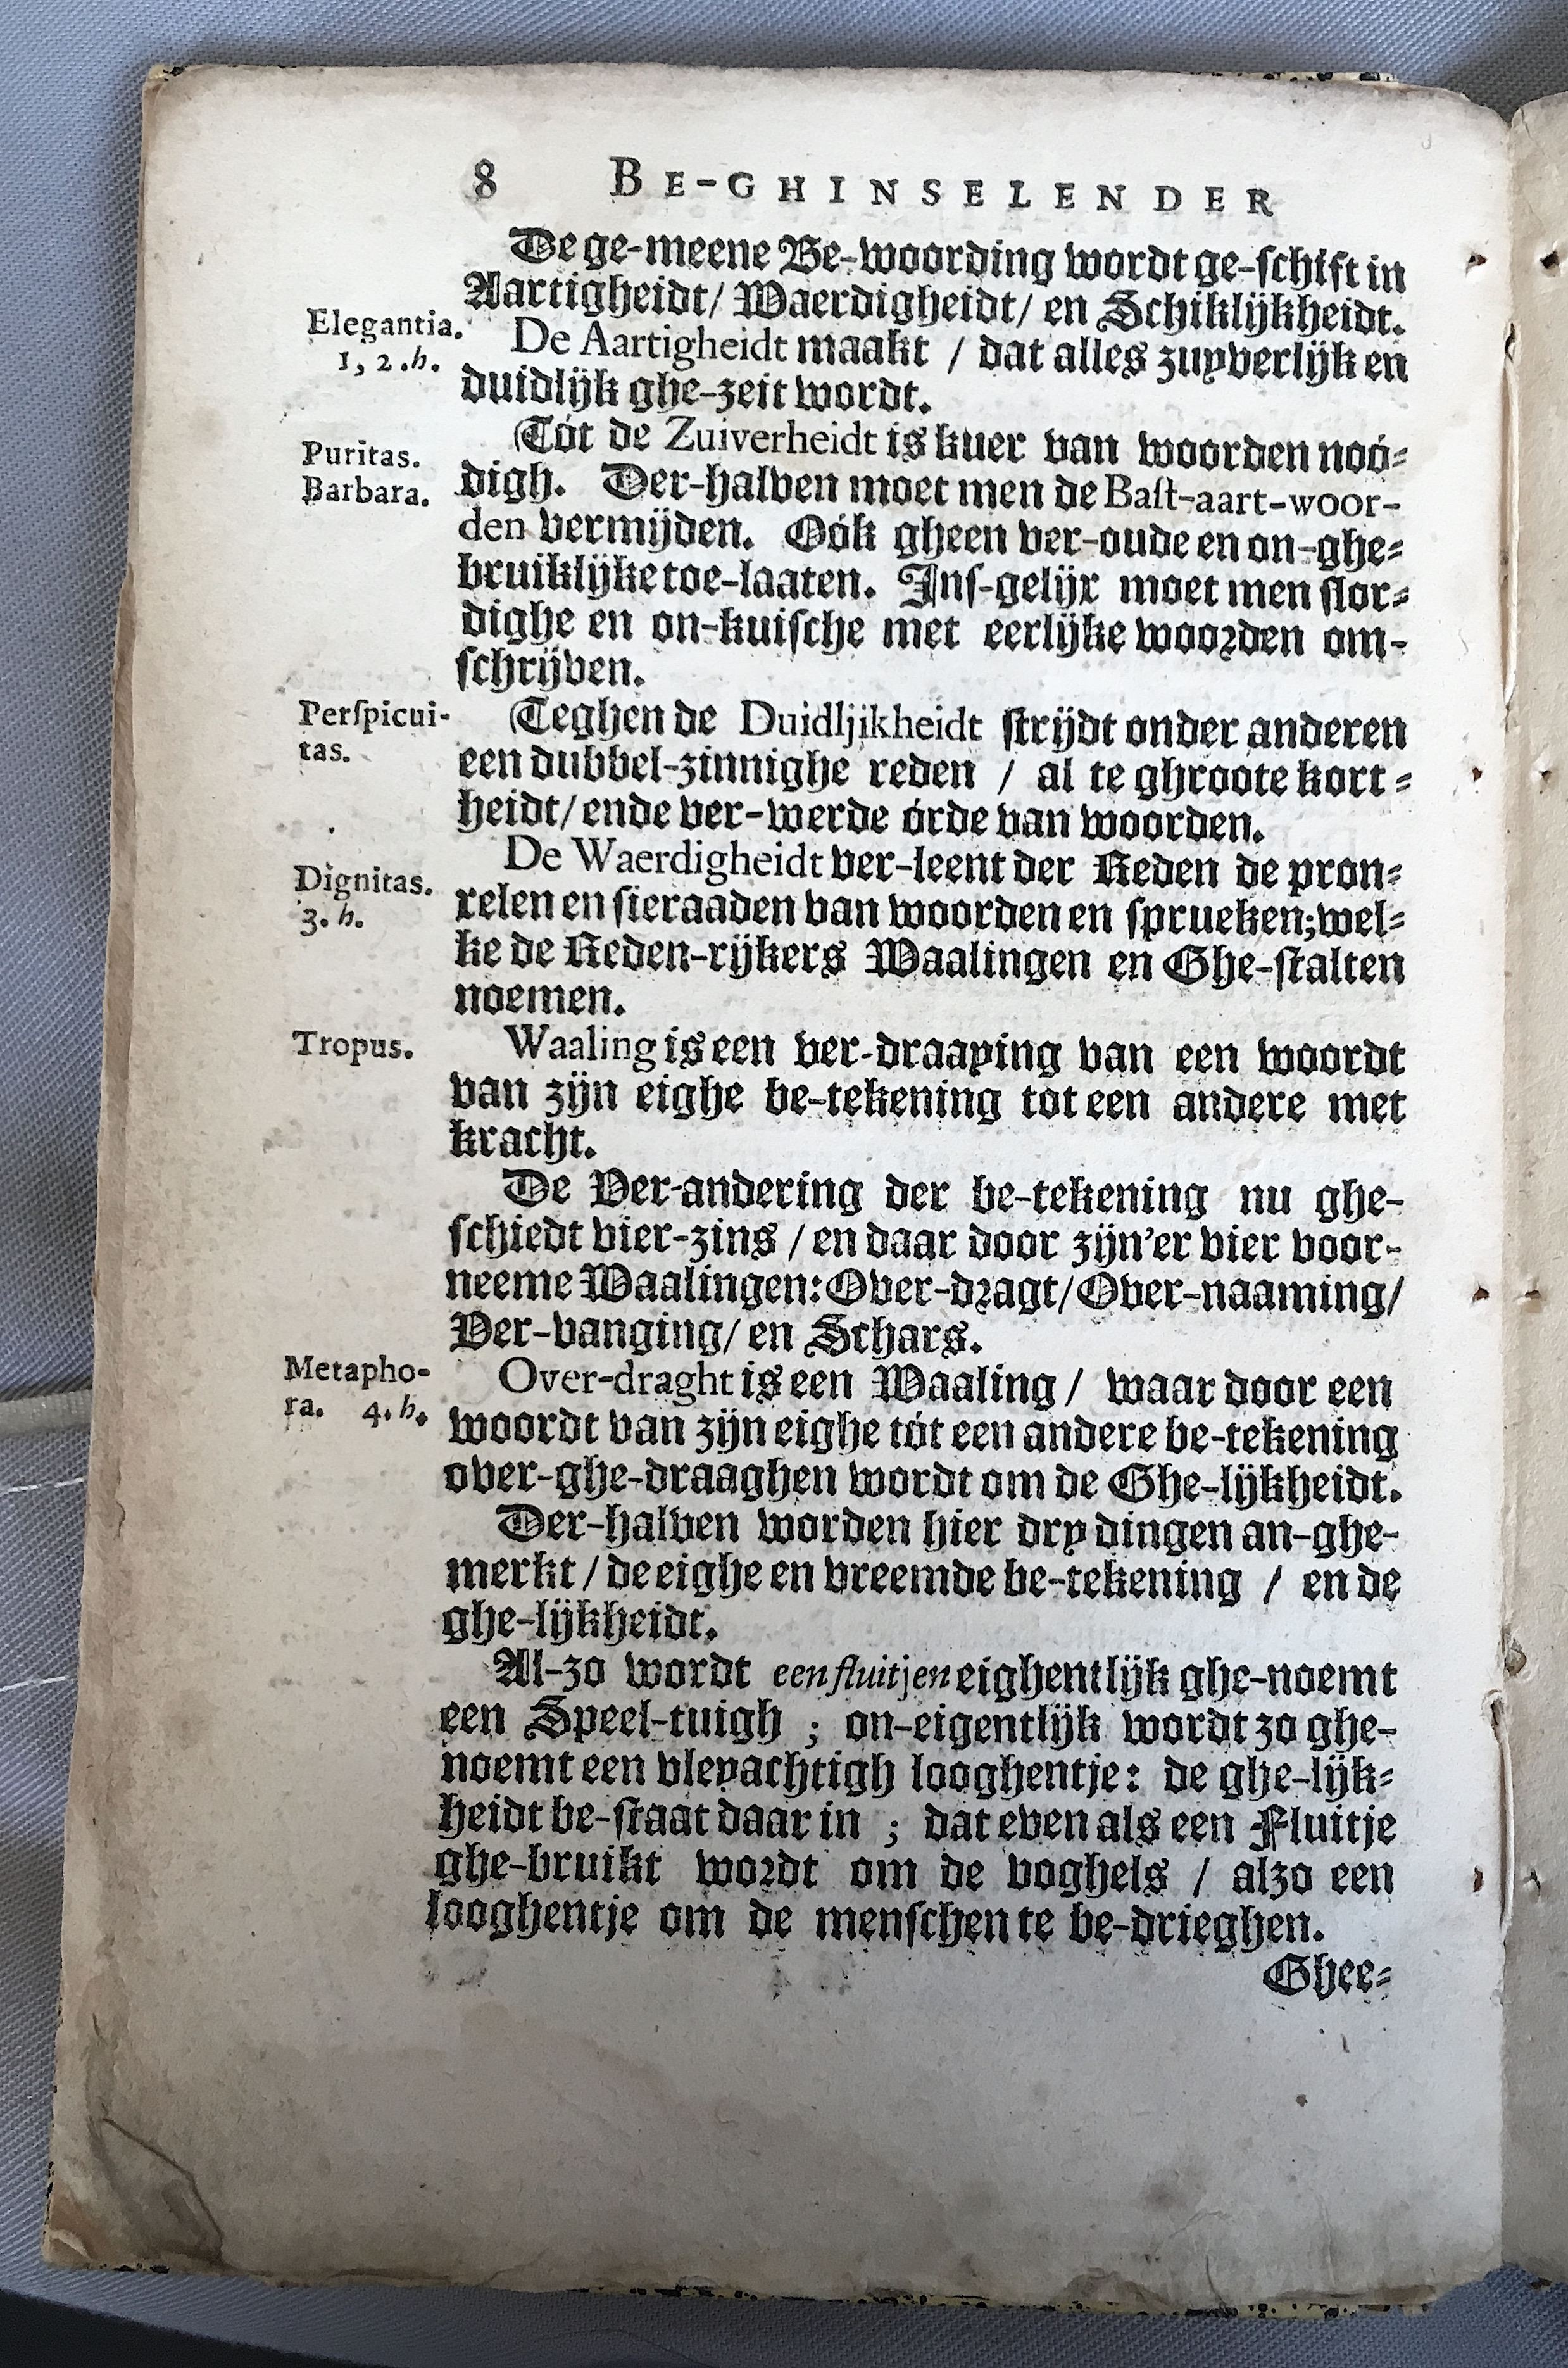 8 BE-GHINSELEN DER
De ge-meene Be-woording wordt ge-schift in
Aartigheidt/ Waerdigheidt/ en Schiklijkheidt.
Elegantia.
1, 2. h.
De Aartigheidt maakt / dat alles zuyverlijk en
duidlijk ghe-zeit wordt.
Puritas.
Barbara.
Tót de Zuiverheidt is kuer van woorden noó-
digh. Der-halven moet men de Baſt-aart-woor-
den vermijden. Oók gheen ver-oude en on-ghe-
bruiklijke toe-laaten. Inſ-gelijx moet men ſlor-
dighe en on-kuiſche met eerlijke woorden om-
ſchrijven.
Perſpicui-
tas.
Teghen de Duidljikheidt ſtrijdt onder anderen
een dubbel-zinnighe reden / al te ghroote kort-
heidt/ ende ver-werde órde van woorden.
Dignitas.
3. h.
De Waerdigheidt ver-leent der Reden de pron-
relen en ſieraaden van woorden en ſprueken; wel-
ke de Reden-rijkers Waalingen en Ghe-ſtalten
noemen.
Tropus.
Waaling is een ver-draaying van een woordt
van zijn eighe be-tekening tot een andere met
kracht.
De Ver-andering der be-tekening nu ghe-
ſchiedt vier-zins / en daar door zijn'er vier voor-
neeme Waalingen: Over-dragt/ Over-naaming/
Ver-vanging/ en Schars.
Metapho-
ra. 4. h.
Over-draght is een Waaling / waar door een
woordt van zijn eighe tót een andere be-tekening
over-ghe-draaghen wordt om de Ghe-lijkheidt.
Der-halven worden hier dry dingen an-ghe-
merkt / de eighe en vreemde be-tekening / en de
ghe-lijkheidt.
Al-zo wordt een fluitjen eighentlijk ghe-noemt
een Speel-tuigh ; on-eigentlijk wordt zo ghe-
noemt een vleyachtigh looghentje: de ghe-lijk-
heidt be-ſtaat daar in ; dat even als een Fluitje
ghe-bruikt wordt om de voghels / alzo een
looghentje om de menſchen te be-drieghen.
Ghee-